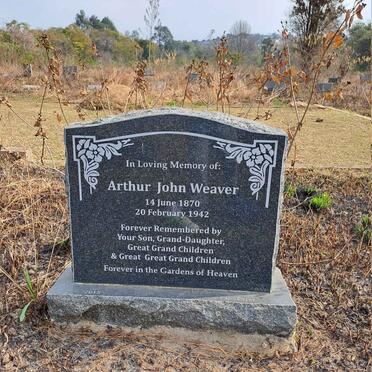 In Loving Memory of:
Arthur John Weaver
14 June 1870
20 February 1942
Forever Remembered by
Your Son, Grand-Daughter,
Great Grand Children
& Great Great Grand Children
Forever in the Gardens of Heaven